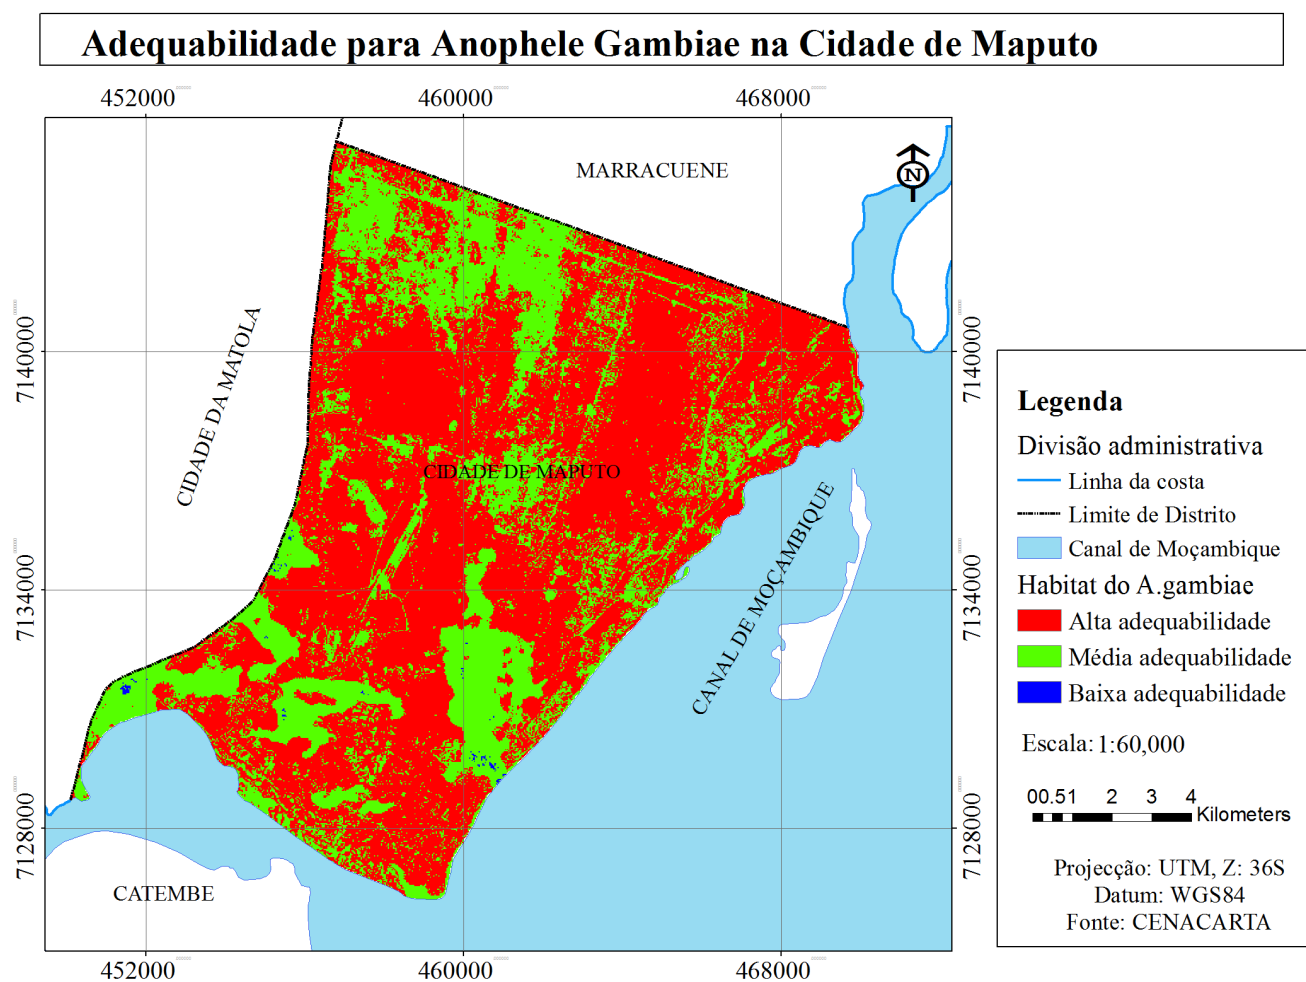 Adequabilidade para Anophele Gambiae na Cidade de Maputo
452000 460000 468000
MARRACUENE
N
7140000 7140000
CIDADE DA MATOLA
CIDADE DE MAPUTO
CANAL DE MOÇAMBIQUE
7134000 7134000
7128000 7128000
CATEMBE
452000 460000 468000
Legenda
Divisão administrativa
Linha da costa
Limite de Distrito
Canal de Moçambique
Habitat do A.gambiae
Alta adequabilidade
Média adequabilidade
Baixa adequabilidade
Escala: 1:60,000
00.51 2 3 4
Kilometers
Projecção: UTM, Z: 36S
Datum: WGS84
Fonte: CENACARTA